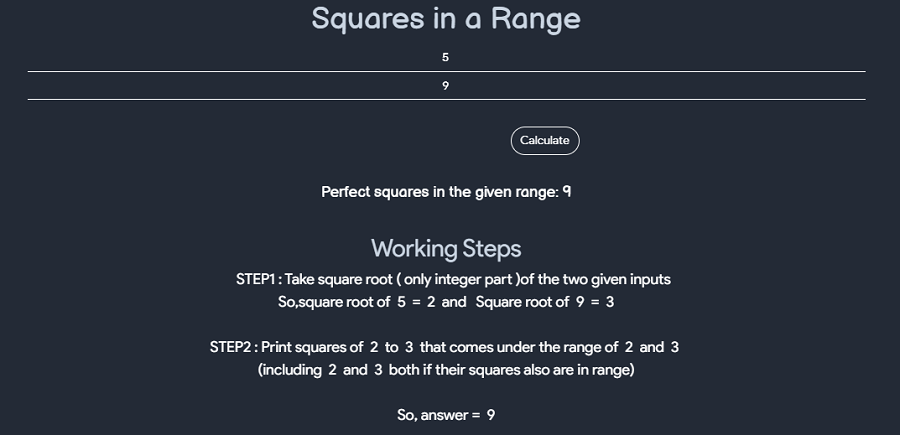 Squares in a Range
5
9
Calculate
Perfect squares in the given range: 9
Working Steps
STEP1 : Take square root ( only integer part )of the two given inputs
So,square root of 5 = 2 and Square root of 9 = 3
STEP2 : Print squares of 2 to 3 that comes under the range of 2 and 3
(including 2 and 3 both if their squares also are in range)
So, answer = 9